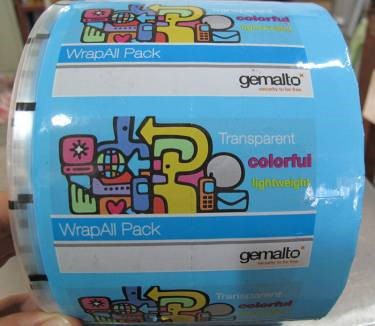 colorful
lightweight
WrapAll Pack
gemalto
security to be free
Transparent
colorful
lightweight
WrapAll Pack
gemalto
security to be free
Transparent
colorful